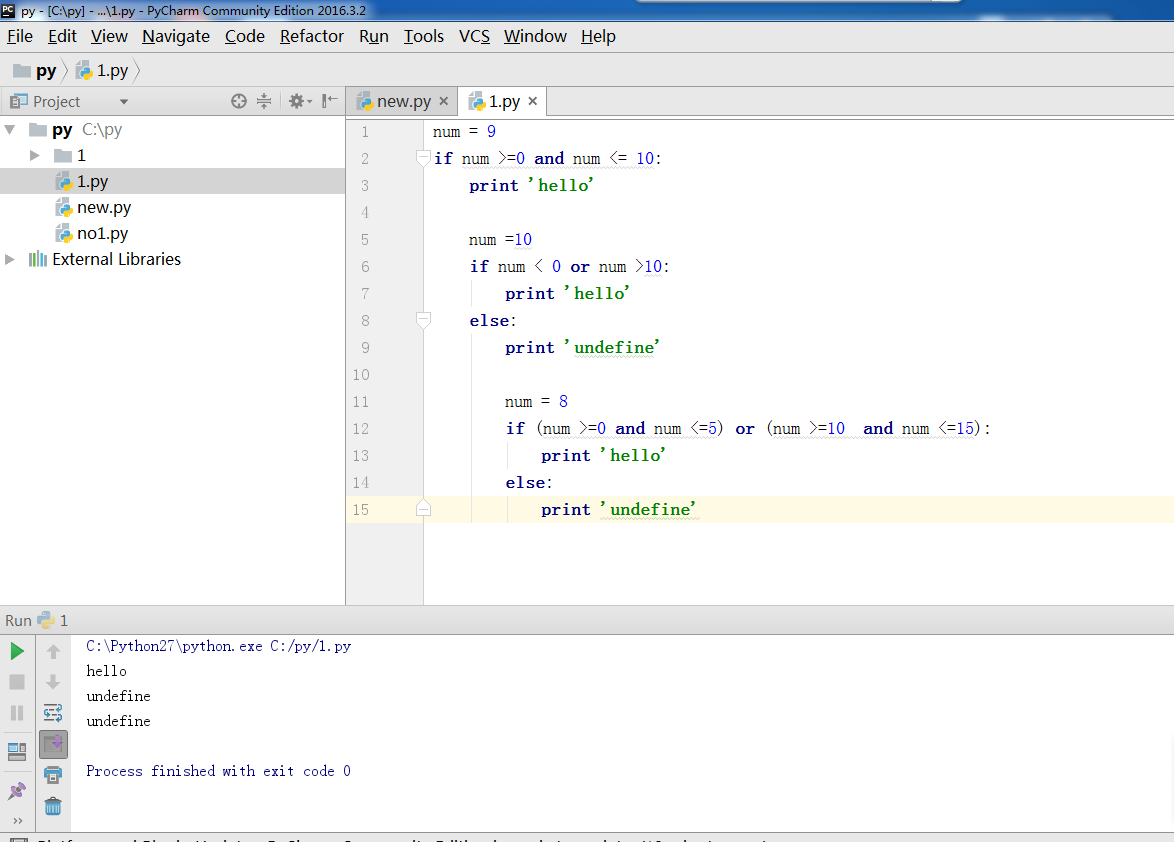 PC py - [C:\py] - ...\1.py - PyCharm Community Edition 2016.3.2
File Edit View Navigate Code Refactor Run Tools VCS Window Help
py 1.py
Project
new.py × 1.py ×
py C:\py
1
1.py
new.py
no1.py
External Libraries
1 num = 9
2 if num >=0 and num <= 10:
3 print 'hello'
4
5 num =10
6 if num < 0 or num >10:
7 print 'hello'
8 else:
9 print 'undefine'
10
11 num = 8
12 if (num >=0 and num <=5) or (num >=10  and num <=15):
13 print 'hello'
14 else:
15 print 'undefine'
Run 1
C:\Python27\python.exe C:/py/1.py
hello
undefine
undefine
Process finished with exit code 0